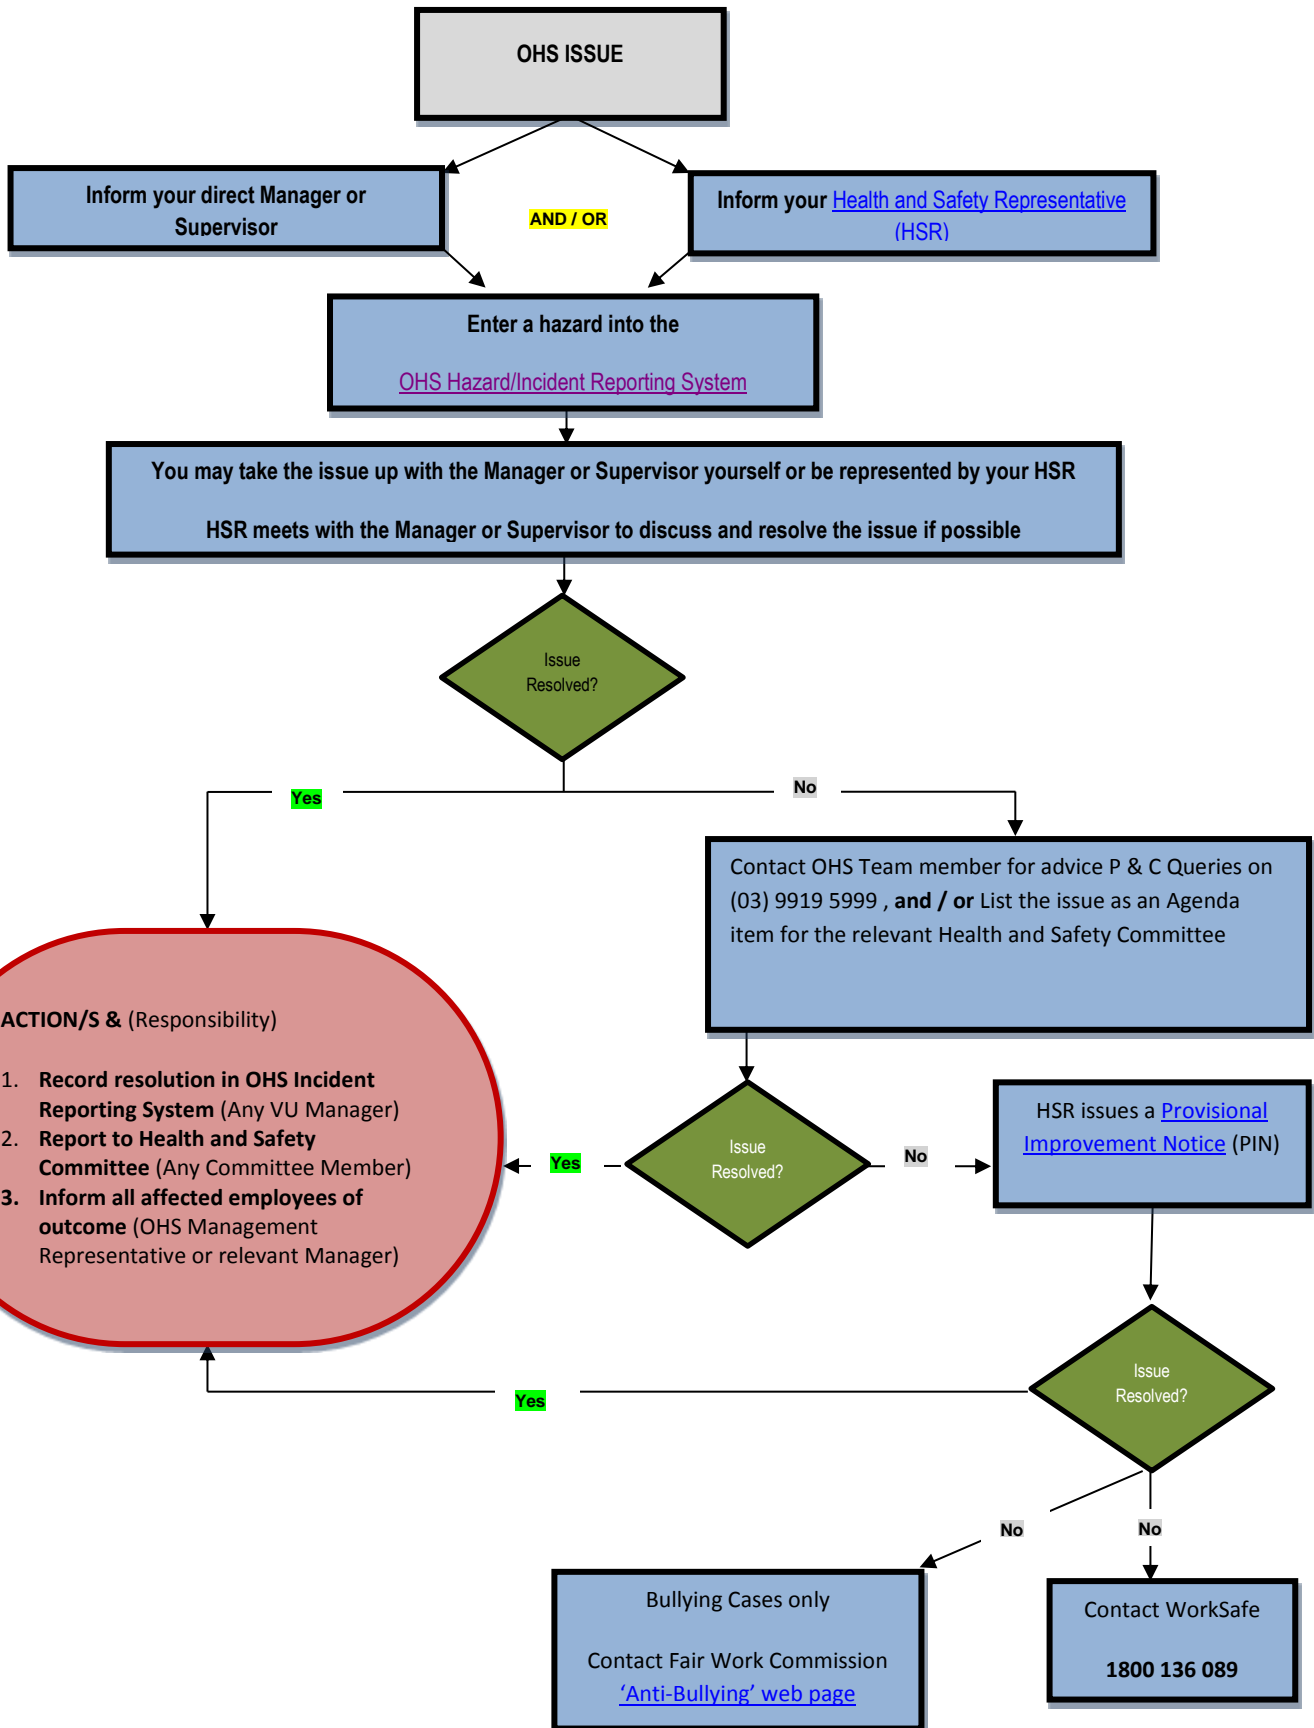 OHS ISSUE
Inform your direct Manager or
Supervisor
AND / OR
Inform your Health and Safety Representative
(HSR)
Enter a hazard into the
OHS Hazard/Incident Reporting System
You may take the issue up with the Manager or Supervisor yourself or be represented by your HSR
HSR meets with the Manager or Supervisor to discuss and resolve the issue if possible
Issue
Resolved?
Yes
No
Contact OHS Team member for advice P & C Queries on
(03) 9919 5999 , and / or List the issue as an Agenda
item for the relevant Health and Safety Committee
ACTION/S & (Responsibility)
1. Record resolution in OHS Incident
Reporting System (Any VU Manager)
2. Report to Health and Safety
Committee (Any Committee Member)
3. Inform all affected employees of
outcome (OHS Management
Representative or relevant Manager)
Yes
Issue
Resolved?
No
HSR issues a Provisional
Improvement Notice (PIN)
Issue
Resolved?
Yes
No
No
Bullying Cases only
Contact Fair Work Commission
‘Anti-Bullying’ web page
Contact WorkSafe
1800 136 089